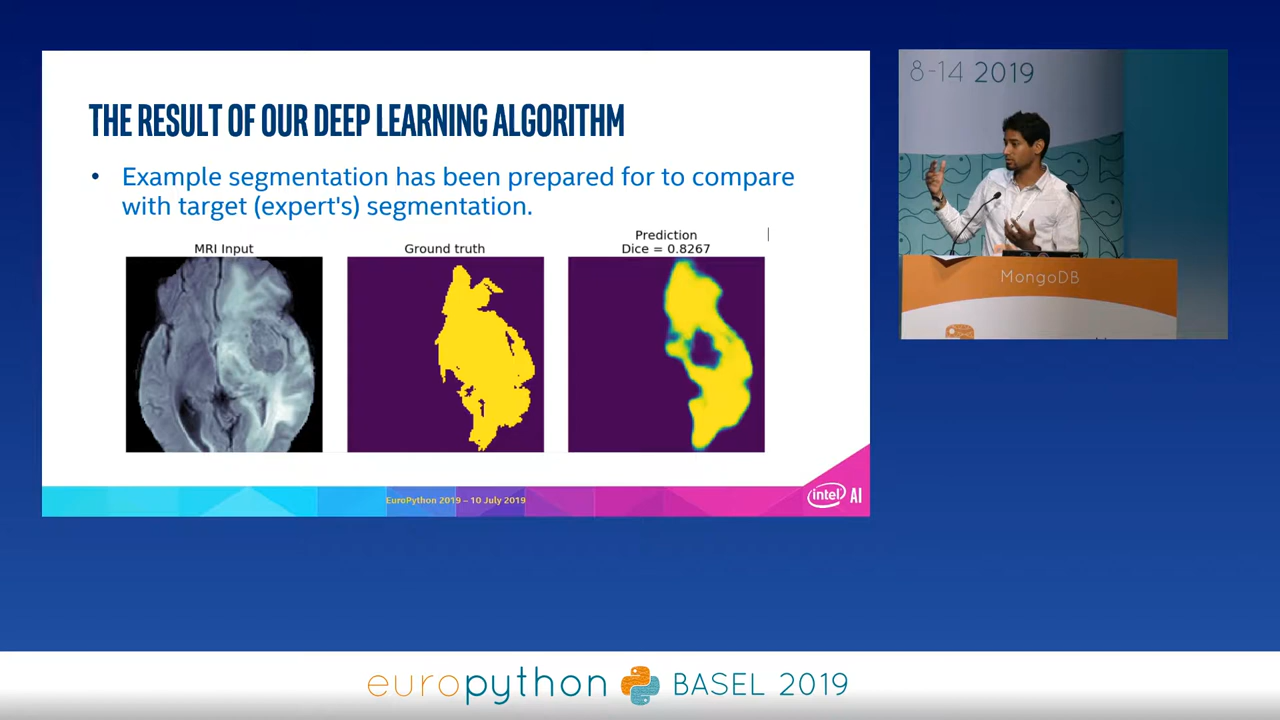 THE RESULT OF OUR DEEP LEARNING ALGORITHM
• Example segmentation has been prepared for to compare
with target (expert's) segmentation.
MRI Input
Ground truth
Prediction
Dice = 0.8267
EuroPython 2019 – 10 July 2019
intel AI
8-14 2019
MongoDB
europython BASEL 2019